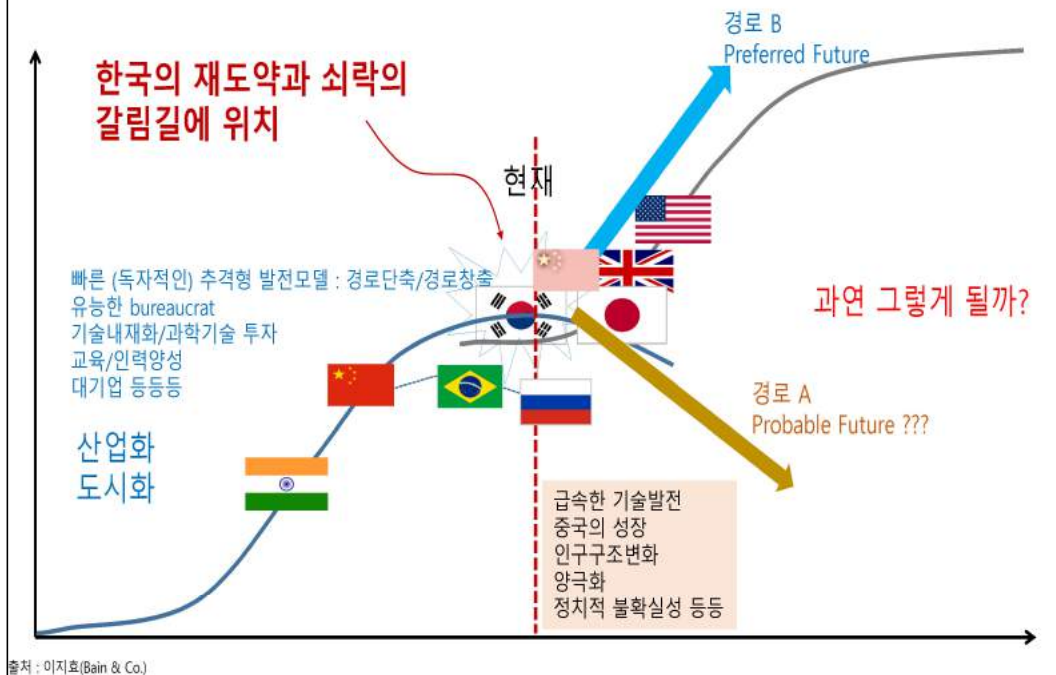 경로 B
Preferred Future
한국의 재도약과 쇠락의
갈림길에 위치
현재
빠른 (독자적인) 추격형 발전모델 : 경로단축/경로창출
유능한 bureaucrat
기술내재화/과학기술 투자
교육/인력양성
대기업 등등등
과연 그렇게 될까?
경로 A
Probable Future ???
산업화
도시화
급속한 기술발전
중국의 성장
인구구조변화
양극화
정치적 불확실성 등등
출처 : 이지효(Bain & Co.)